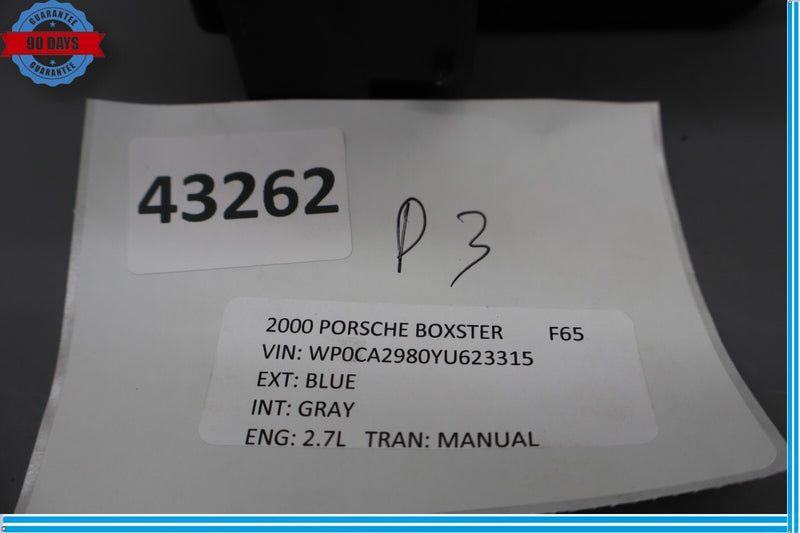 GUARANTEE
90 DAYS
GUARANTEE
43262
P 3
2000 PORSCHE BOXSTER F65
VIN: WP0CA2980YU623315
EXT: BLUE
INT: GRAY
ENG: 2.7L TRAN: MANUAL